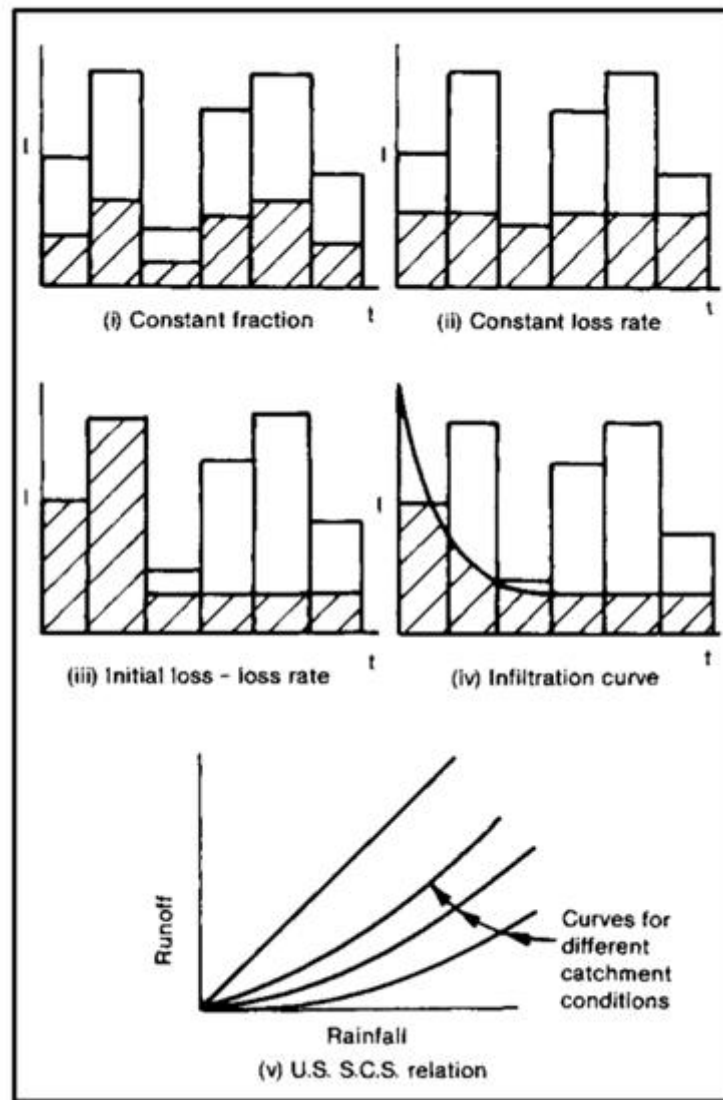 I
t
(i) Constant fraction
I
t
(ii) Constant loss rate
I
t
(iii) Initial loss - loss rate
I
t
(iv) Infiltration curve
Runoff
Curves for
different
catchment
conditions
Rainfall
(v) U.S. S.C.S. relation